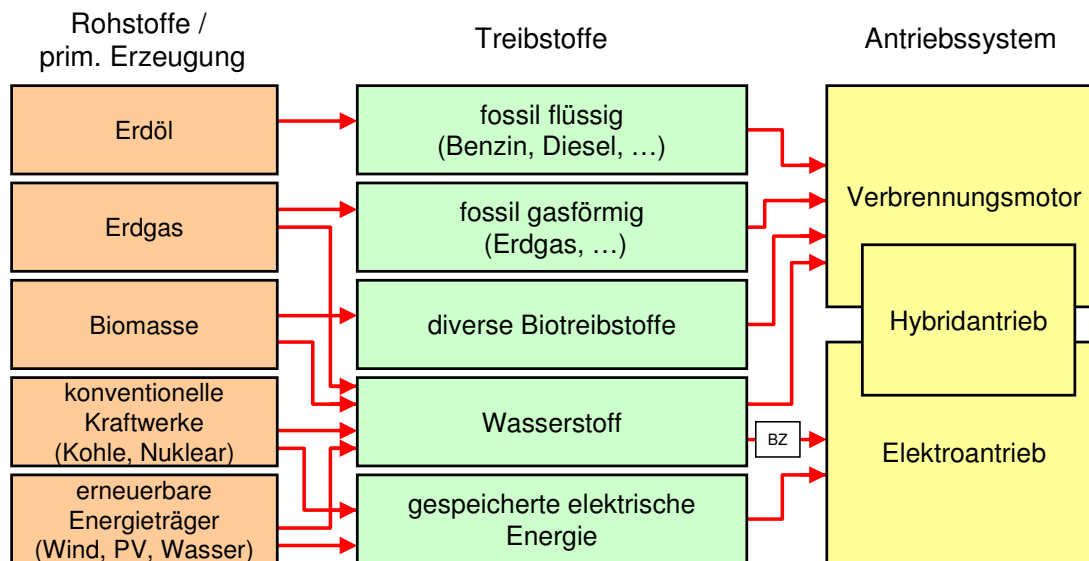 Rohstoffe /
prim. Erzeugung
Treibstoffe
Antriebssystem
Erdöl
fossil flüssig
(Benzin, Diesel, …)
Verbrennungsmotor
Erdgas
fossil gasförmig
(Erdgas, …)
Biomasse
diverse Biotreibstoffe
Hybridantrieb
konventionelle
Kraftwerke
(Kohle, Nuklear)
Wasserstoff
BZ
Elektroantrieb
erneuerbare
Energieträger
(Wind, PV, Wasser)
gespeicherte elektrische
Energie